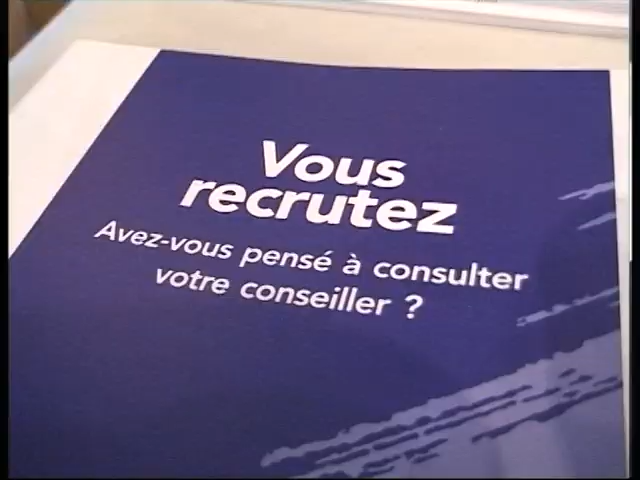 Vous
recrutez
Avez-vous pensé à consulter
votre conseiller ?